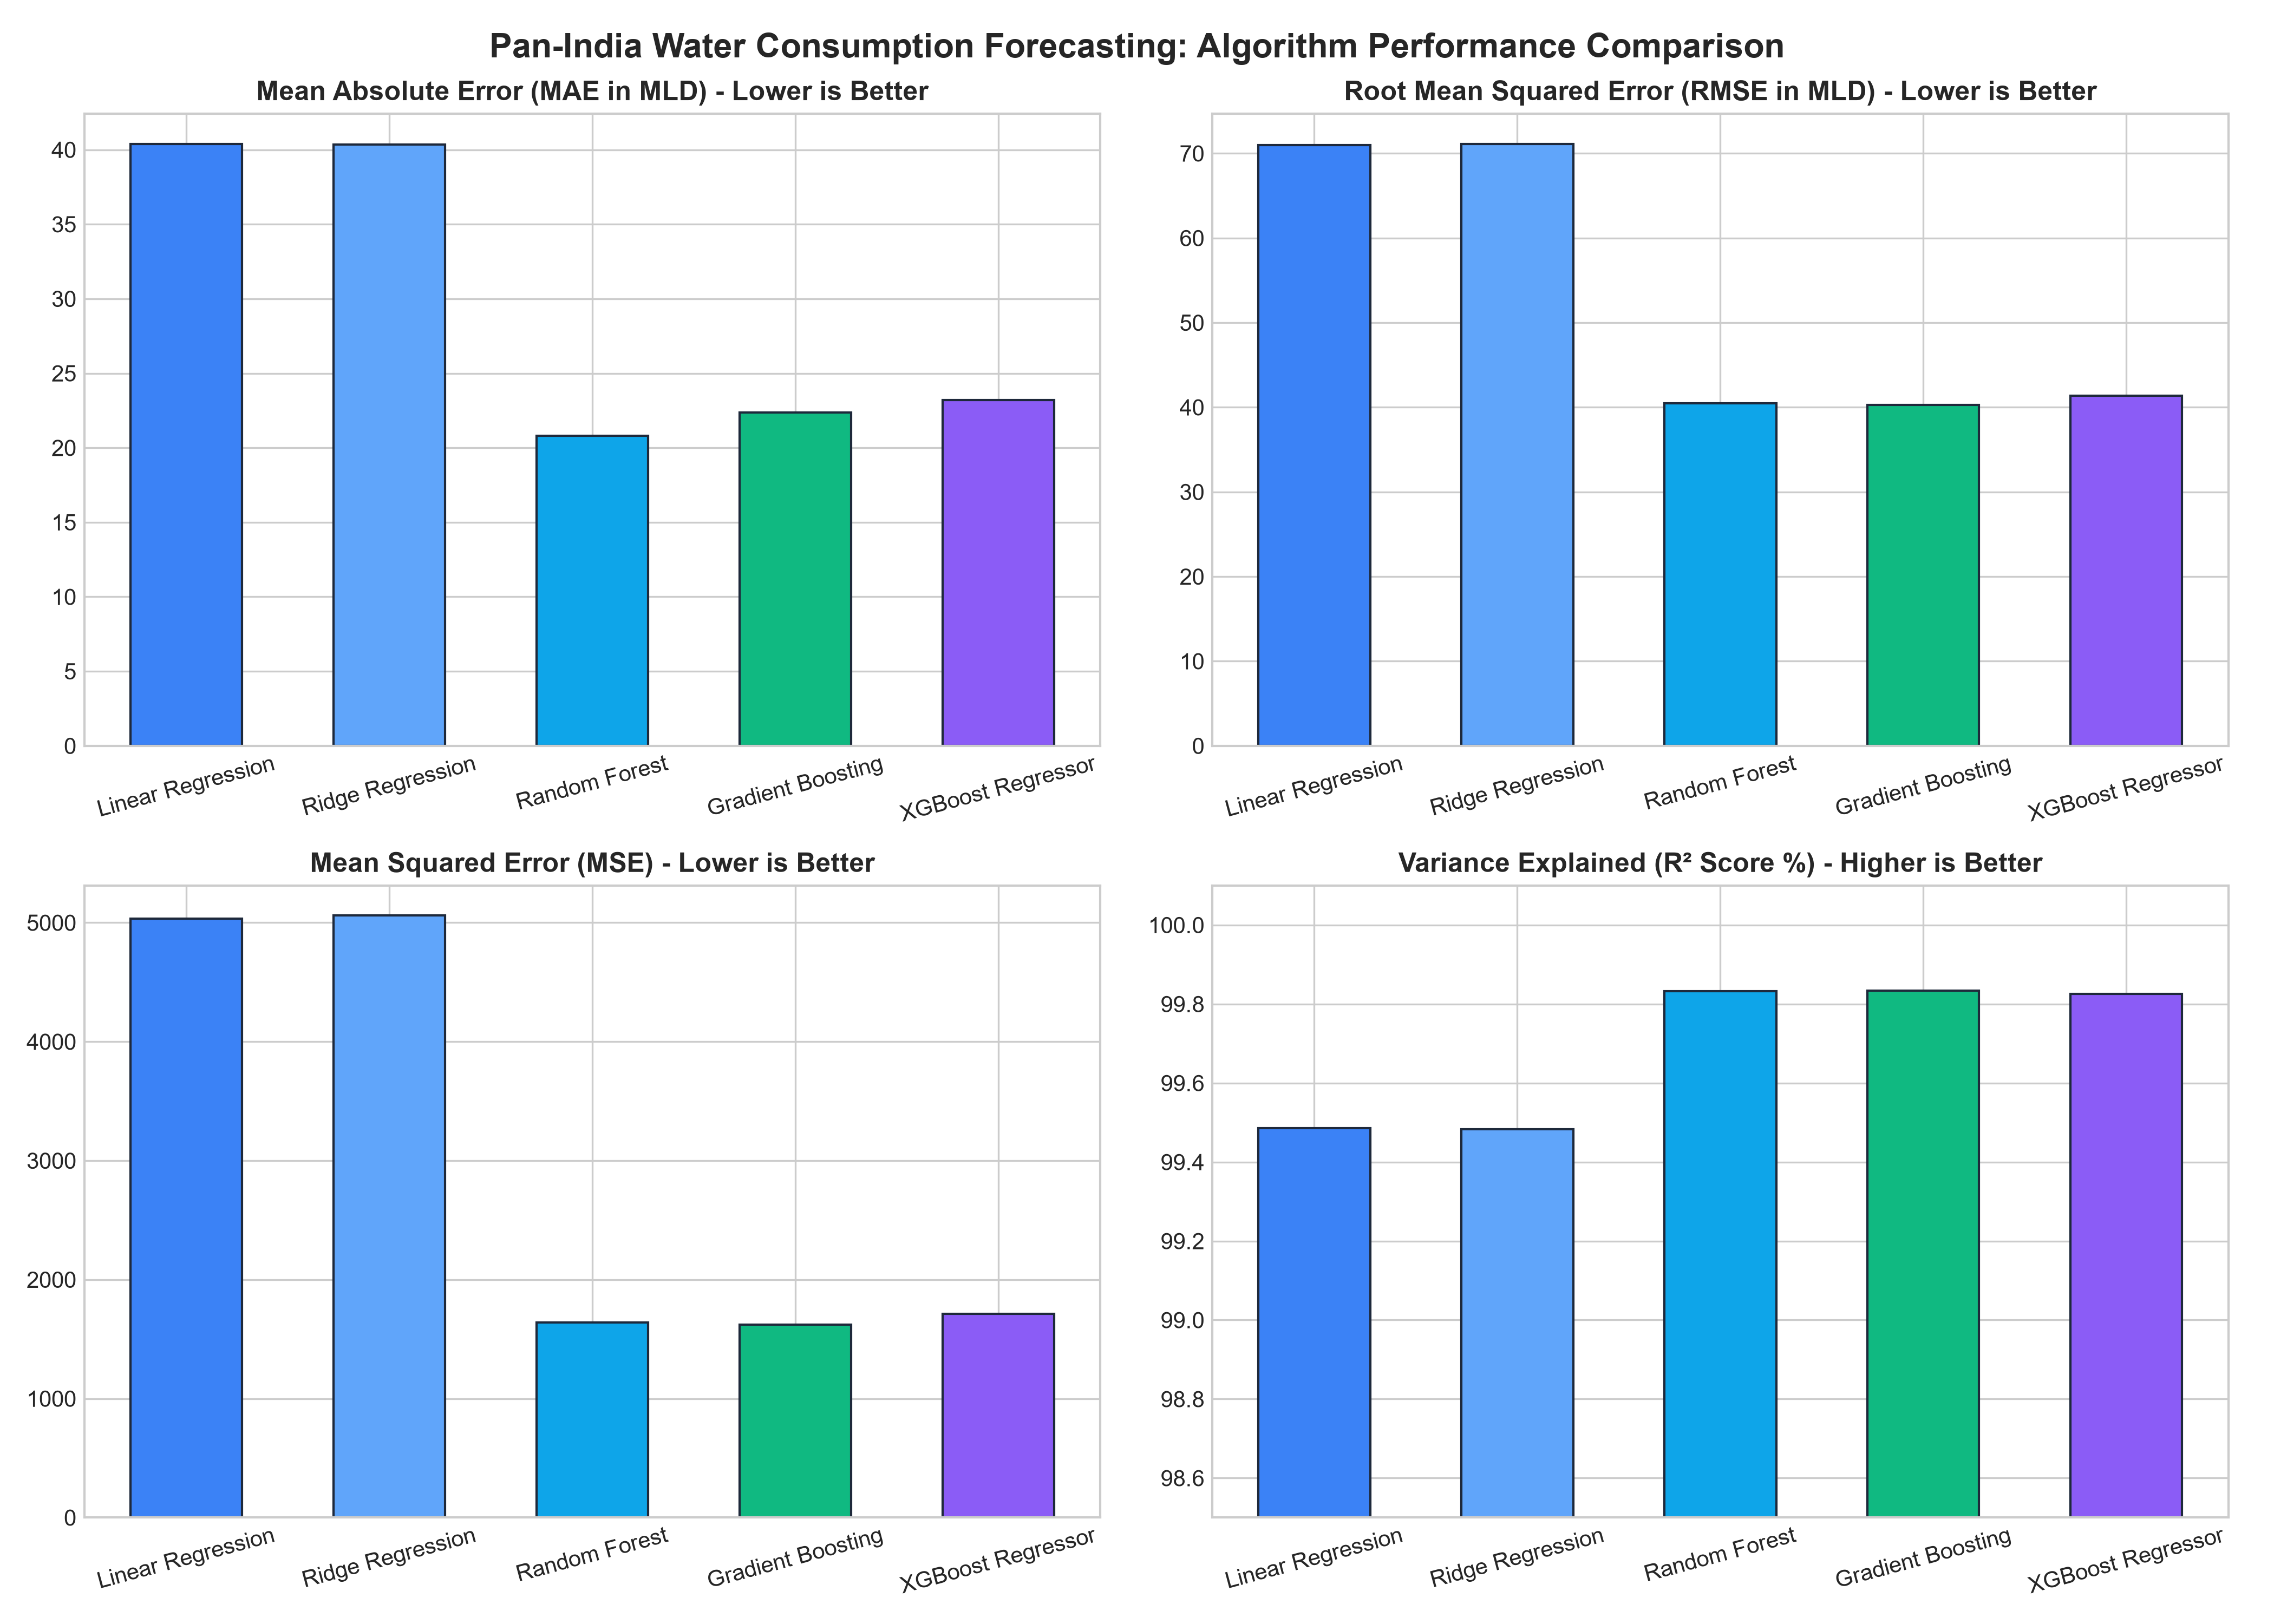 Pan-India Water Consumption Forecasting: Algorithm Performance Comparison
Mean Absolute Error (MAE in MLD) - Lower is Better
40
35
30
25
20
15
10
5
0
Linear Regression
Ridge Regression
Random Forest
Gradient Boosting
XGBoost Regressor
Root Mean Squared Error (RMSE in MLD) - Lower is Better
70
60
50
40
30
20
10
0
Linear Regression
Ridge Regression
Random Forest
Gradient Boosting
XGBoost Regressor
Mean Squared Error (MSE) - Lower is Better
5000
4000
3000
2000
1000
0
Linear Regression
Ridge Regression
Random Forest
Gradient Boosting
XGBoost Regressor
Variance Explained (R² Score %) - Higher is Better
100.0
99.8
99.6
99.4
99.2
99.0
98.8
98.6
Linear Regression
Ridge Regression
Random Forest
Gradient Boosting
XGBoost Regressor